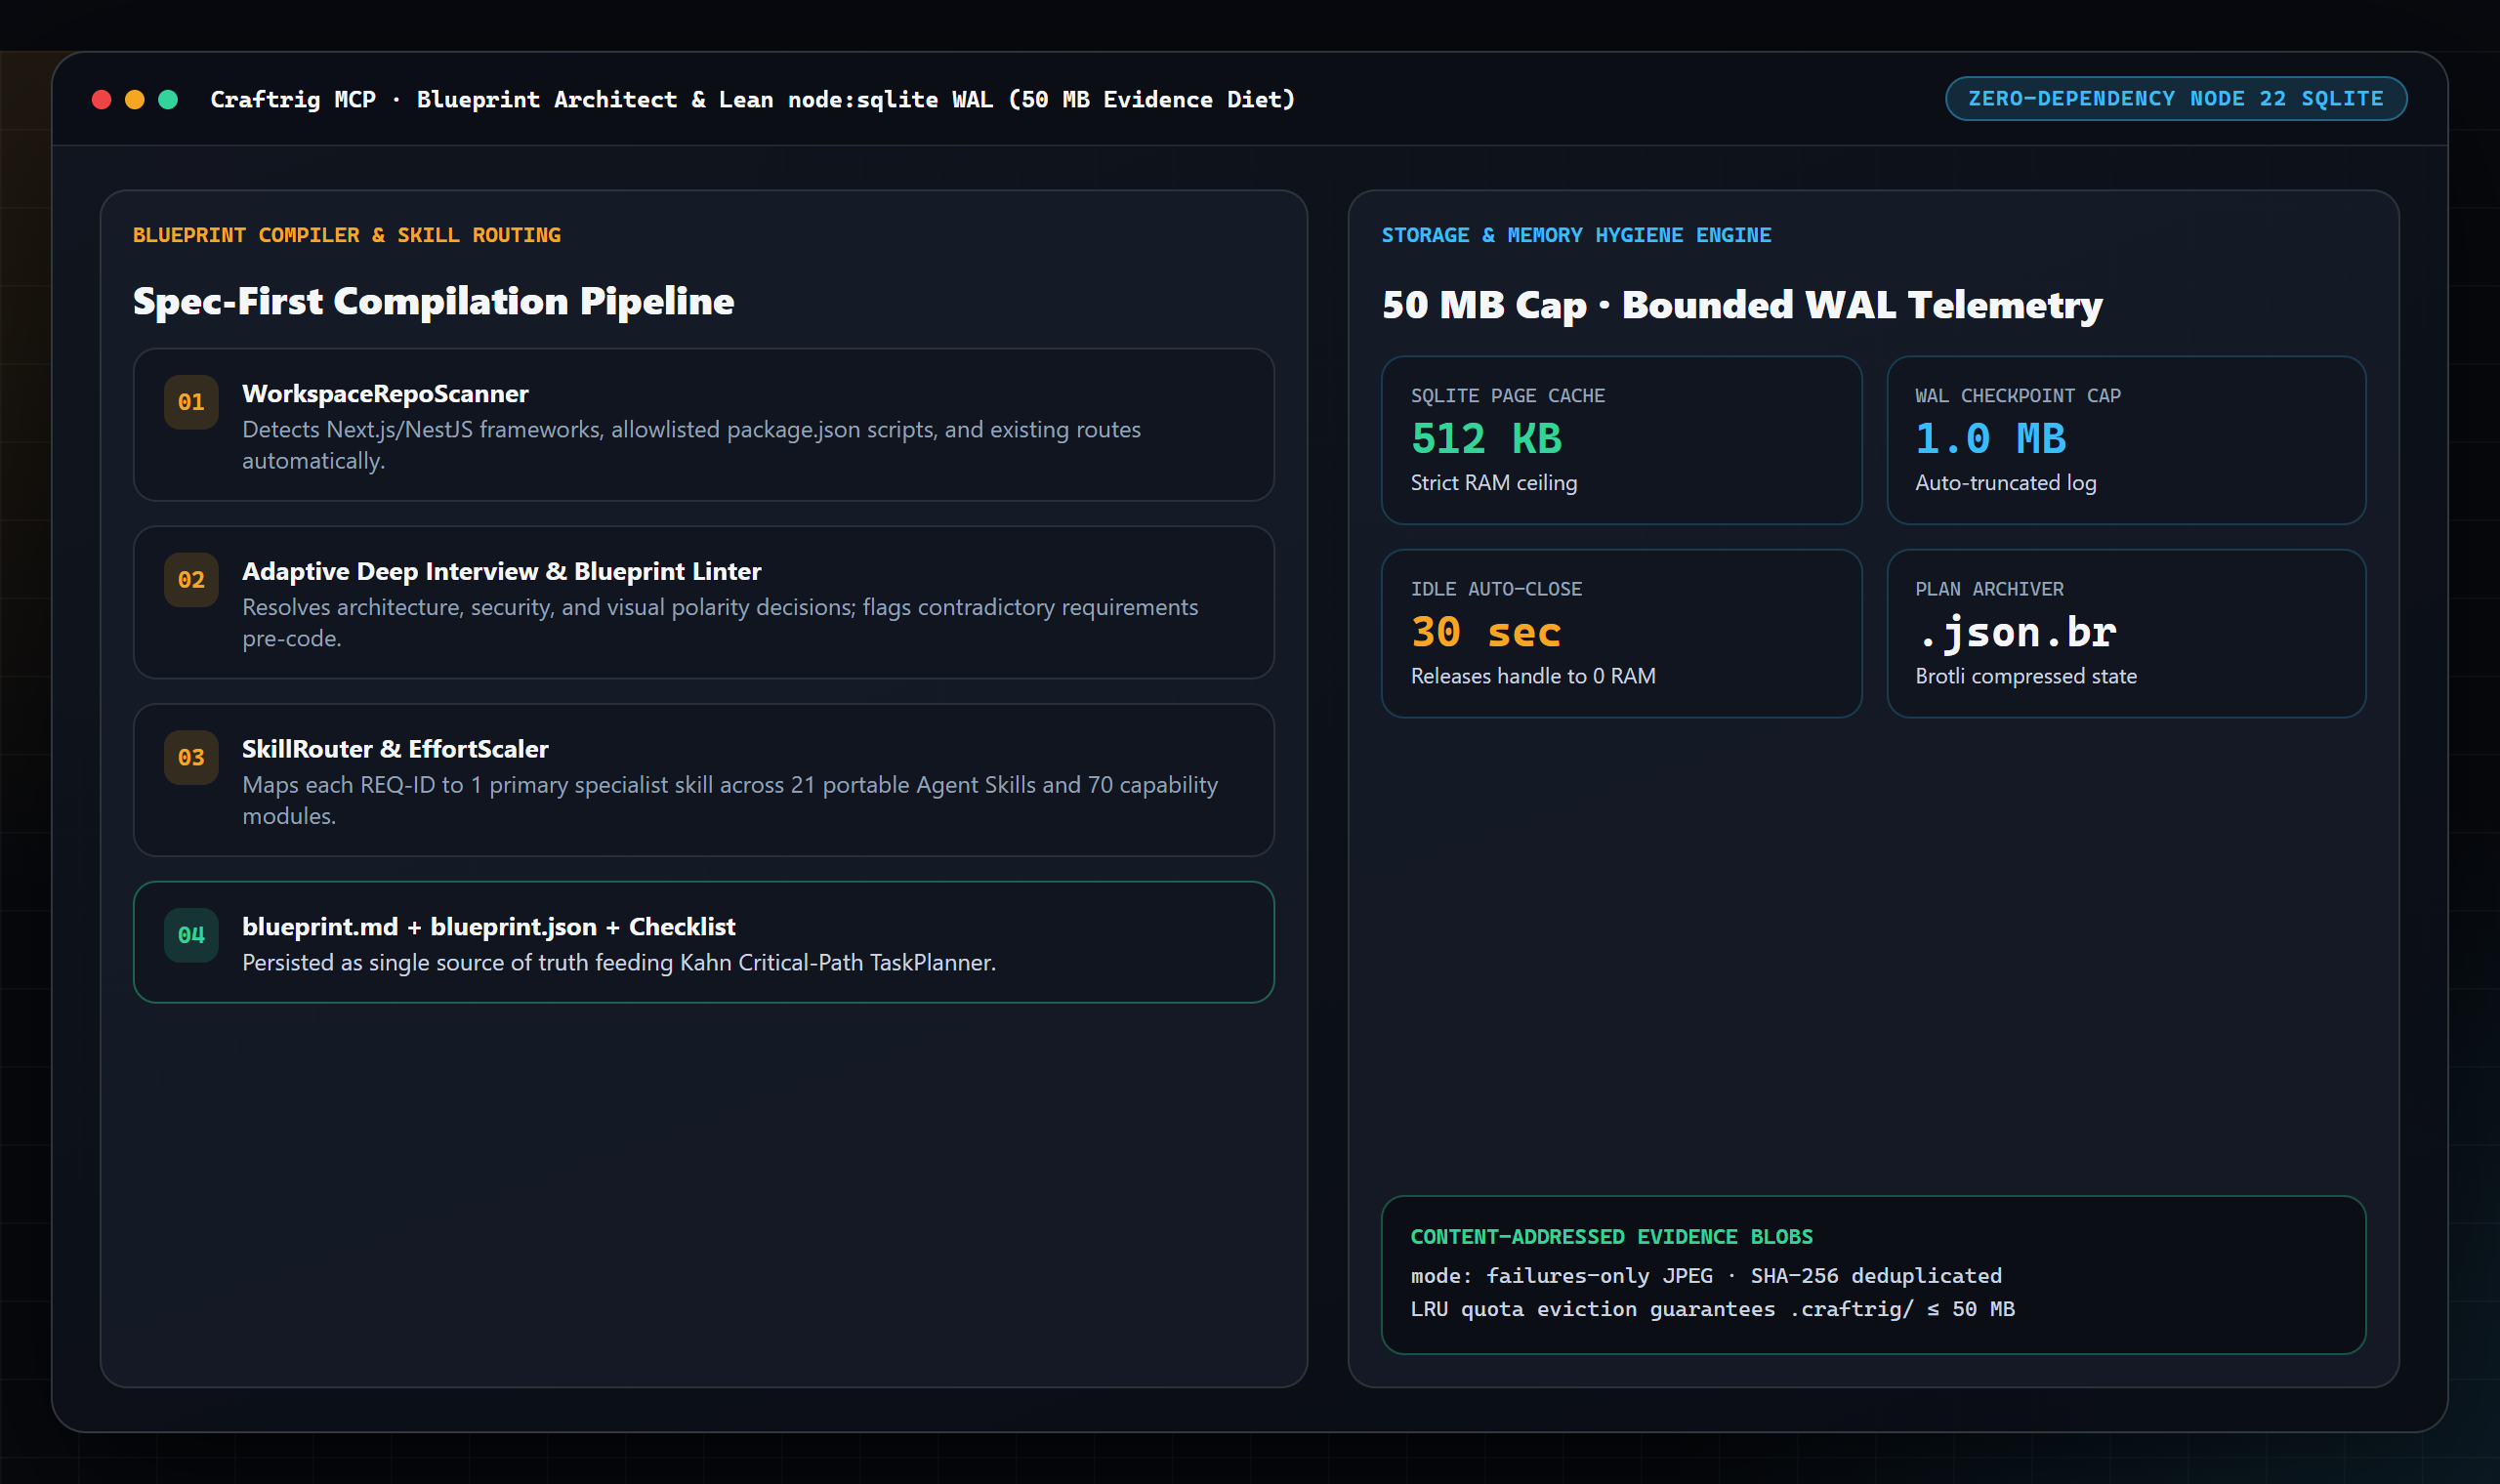 Craftrig MCP · Blueprint Architect & Lean node:sqlite WAL (50 MB Evidence Diet)
ZERO-DEPENDENCY NODE 22 SQLITE
BLUEPRINT COMPILER & SKILL ROUTING
Spec-First Compilation Pipeline
01
WorkspaceRepoScanner
Detects Next.js/NestJS frameworks, allowlisted package.json scripts, and existing routes
automatically.
02
Adaptive Deep Interview & Blueprint Linter
Resolves architecture, security, and visual polarity decisions; flags contradictory requirements
pre-code.
03
SkillRouter & EffortScaler
Maps each REQ-ID to 1 primary specialist skill across 21 portable Agent Skills and 70 capability
modules.
04
blueprint.md + blueprint.json + Checklist
Persisted as single source of truth feeding Kahn Critical-Path TaskPlanner.
STORAGE & MEMORY HYGIENE ENGINE
50 MB Cap · Bounded WAL Telemetry
SQLITE PAGE CACHE
512 KB
Strict RAM ceiling
WAL CHECKPOINT CAP
1.0 MB
Auto-truncated log
IDLE AUTO-CLOSE
30 sec
Releases handle to 0 RAM
PLAN ARCHIVER
.json.br
Brotli compressed state
CONTENT-ADDRESSED EVIDENCE BLOBS
mode: failures-only JPEG · SHA-256 deduplicated
LRU quota eviction guarantees .craftrig/ ≤ 50 MB